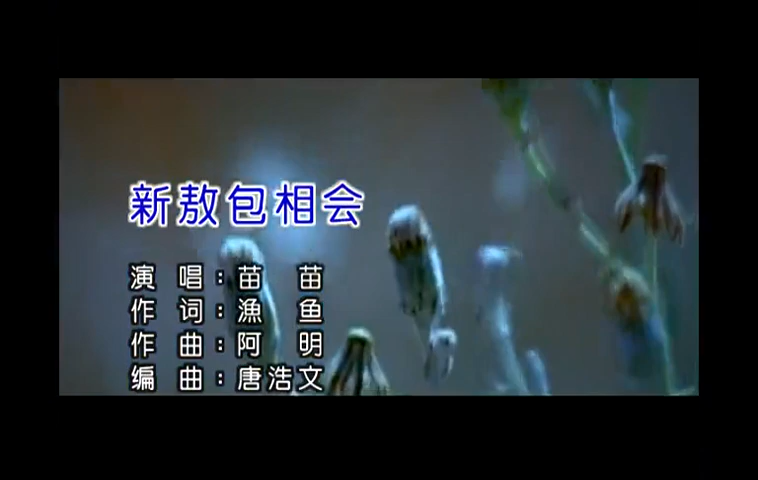 新敖包相会
演 唱：苗 苗
作 词：漁 鱼
作 曲：阿 明
编 曲：唐浩文